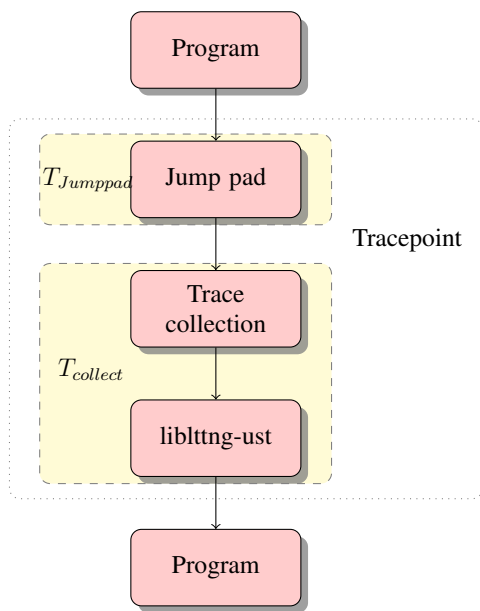 Program
T_Jumppad
Jump pad
Tracepoint
Trace
collection
T_collect
liblttng-ust
Program